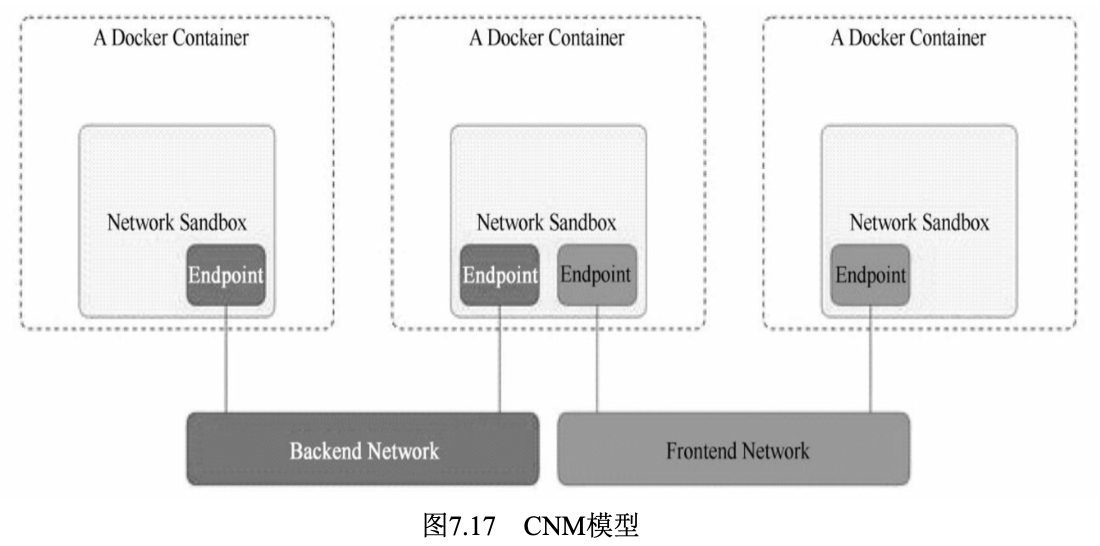 A Docker Container
A Docker Container
A Docker Container
Network Sandbox
Network Sandbox
Network Sandbox
Endpoint
Endpoint
Endpoint
Endpoint
Backend Network
Frontend Network
图7.17 CNM模型